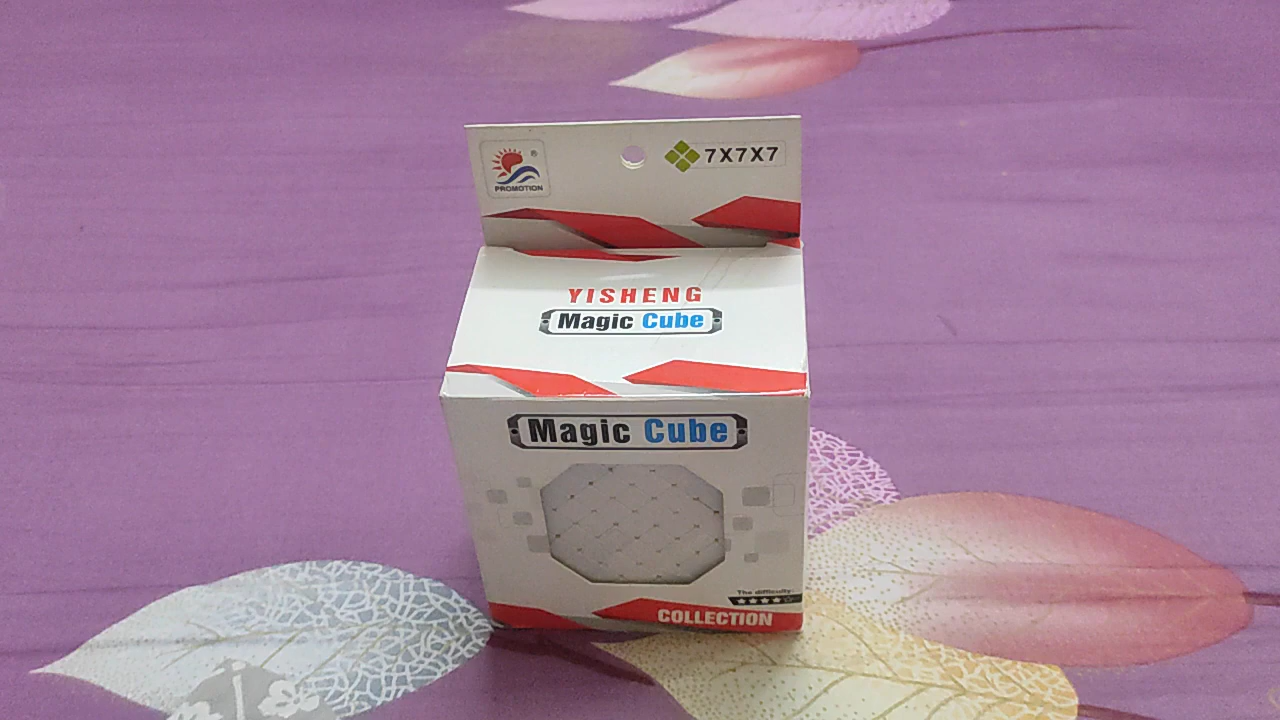 PROMOTION
®
7X7X7
YISHENG
Magic Cube
Magic Cube
The difficulty
COLLECTION